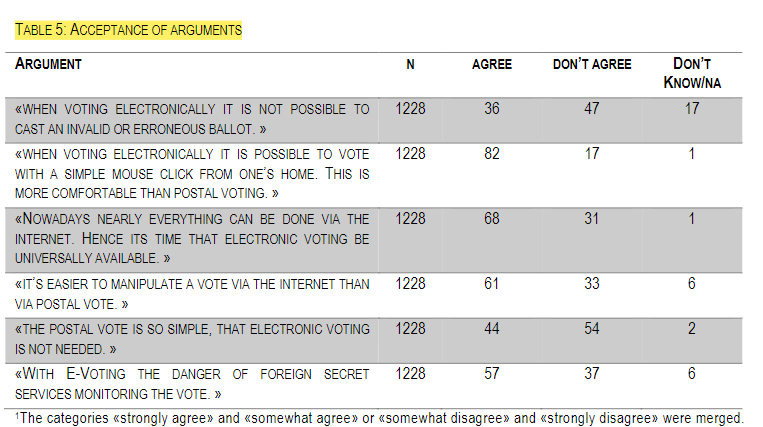 TABLE 5: ACCEPTANCE OF ARGUMENTS
ARGUMENT N AGREE DON'T AGREE DON'T KNOW/NA
«WHEN VOTING ELECTRONICALLY IT IS NOT POSSIBLE TO 1228 36 47 17
CAST AN INVALID OR ERRONEOUS BALLOT. »
«WHEN VOTING ELECTRONICALLY IT IS POSSIBLE TO VOTE 1228 82 17 1
WITH A SIMPLE MOUSE CLICK FROM ONE'S HOME. THIS IS
MORE COMFORTABLE THAN POSTAL VOTING. »
«NOWADAYS NEARLY EVERYTHING CAN BE DONE VIA THE 1228 68 31 1
INTERNET. HENCE ITS TIME THAT ELECTRONIC VOTING BE
UNIVERSALLY AVAILABLE. »
«IT'S EASIER TO MANIPULATE A VOTE VIA THE INTERNET THAN 1228 61 33 6
VIA POSTAL VOTE. »
«THE POSTAL VOTE IS SO SIMPLE, THAT ELECTRONIC VOTING 1228 44 54 2
IS NOT NEEDED. »
«WITH E-VOTING THE DANGER OF FOREIGN SECRET 1228 57 37 6
SERVICES MONITORING THE VOTE. »
¹The categories «strongly agree» and «somewhat agree» or «somewhat disagree» and «strongly disagree» were merged.